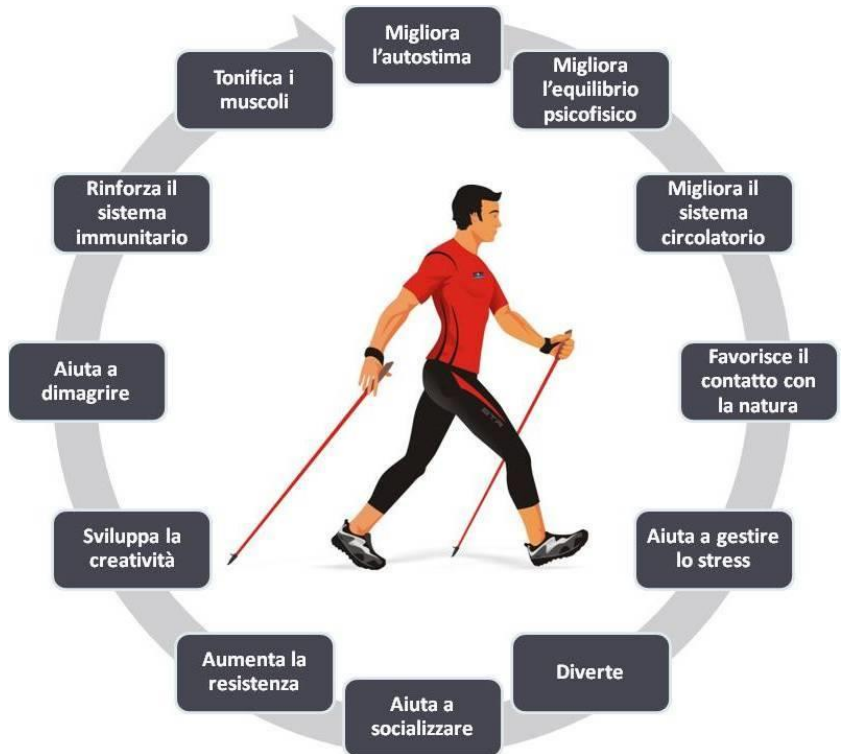 Migliora
l'autostima
Migliora
l'equilibrio
psicofisico
Migliora il
sistema
circolatorio
Favorisce il
contatto con
la natura
Aiuta a gestire
lo stress
Diverte
Aiuta a
socializzare
Aumenta la
resistenza
Sviluppa la
creatività
Aiuta a
dimagrire
Rinforza il
sistema
immunitario
Tonifica i
muscoli